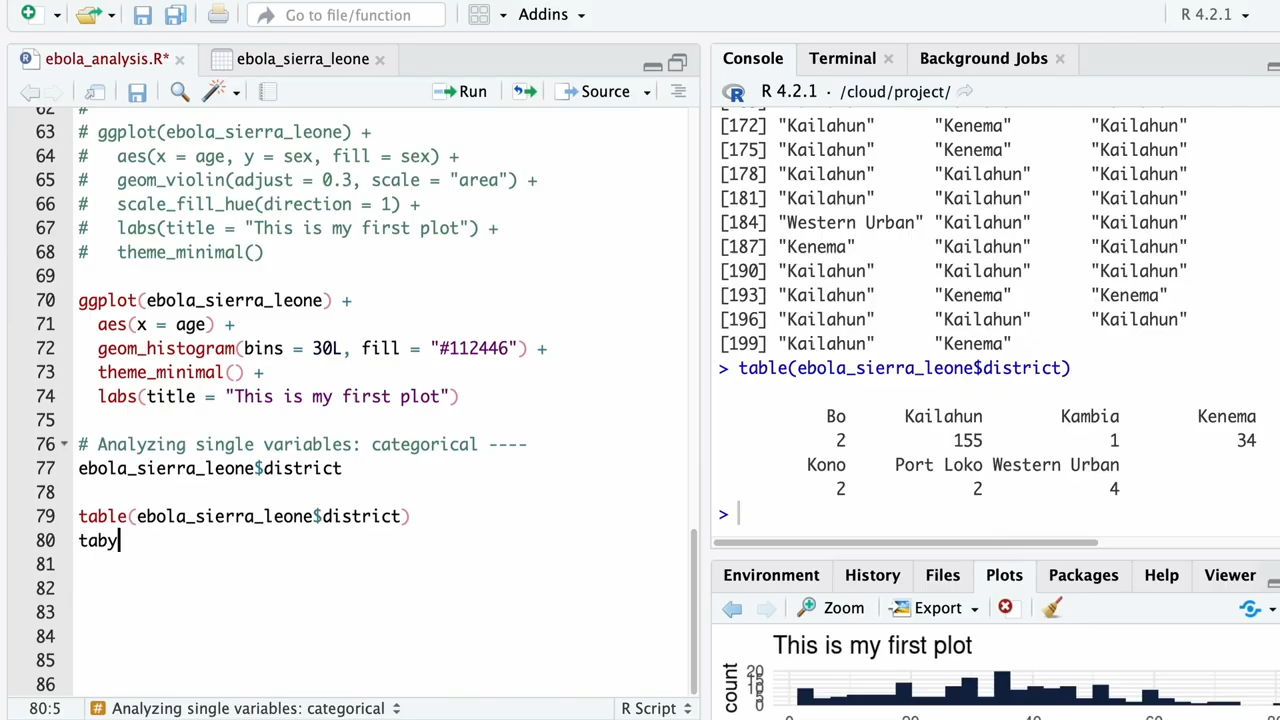 Go to file/function
Addins
R 4.2.1
ebola_analysis.R*
ebola_sierra_leone
Run
Source
62 #
63 # ggplot(ebola_sierra_leone) +
64 #   aes(x = age, y = sex, fill = sex) +
65 #   geom_violin(adjust = 0.3, scale = "area") +
66 #   scale_fill_hue(direction = 1) +
67 #   labs(title = "This is my first plot") +
68 #   theme_minimal()
69
70 ggplot(ebola_sierra_leone) +
71   aes(x = age) +
72   geom_histogram(bins = 30L, fill = "#112446") +
73   theme_minimal() +
74   labs(title = "This is my first plot")
75
76 # Analyzing single variables: categorical ----
77 ebola_sierra_leone$district
78
79 table(ebola_sierra_leone$district)
80 taby
81
82
83
84
85
86
80:5 # Analyzing single variables: categorical R Script
Console Terminal Background Jobs
R 4.2.1 · /cloud/project/
[172] "Kailahun" "Kenema" "Kailahun"
[175] "Kailahun" "Kenema" "Kailahun"
[178] "Kailahun" "Kailahun" "Kailahun"
[181] "Kailahun" "Kailahun" "Kailahun"
[184] "Western Urban" "Kailahun" "Kailahun"
[187] "Kenema" "Kailahun" "Kailahun"
[190] "Kailahun" "Kailahun" "Kailahun"
[193] "Kailahun" "Kenema" "Kenema"
[196] "Kailahun" "Kailahun" "Kailahun"
[199] "Kailahun" "Kenema"
> table(ebola_sierra_leone$district)
Bo Kailahun Kambia Kenema
2 155 1 34
Kono Port Loko Western Urban
2 2 4
>
Environment History Files Plots Packages Help Viewer
Zoom Export
This is my first plot
count
20